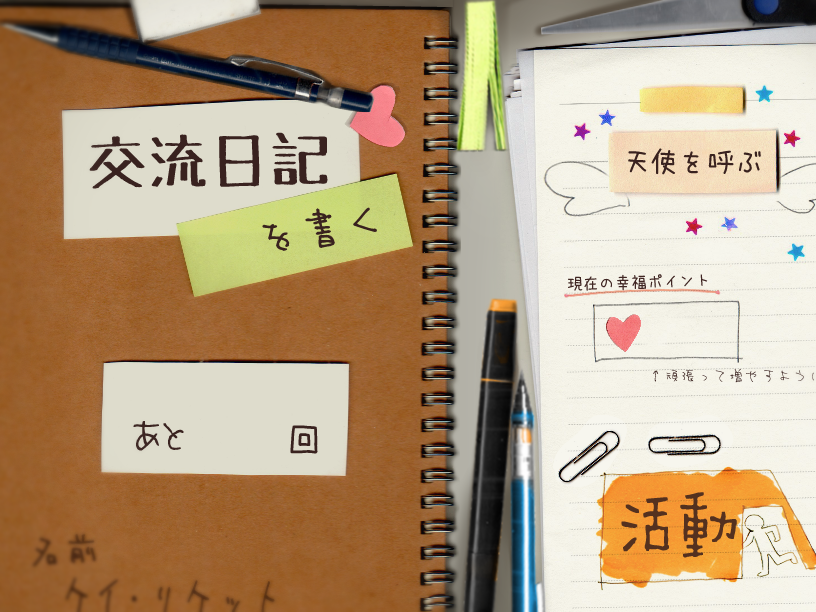 交流日記
を書く
あと 回
名前
ケイ・リケット
天使を呼ぶ
現在の幸福ポイント
↑頑張って増やすように
活動